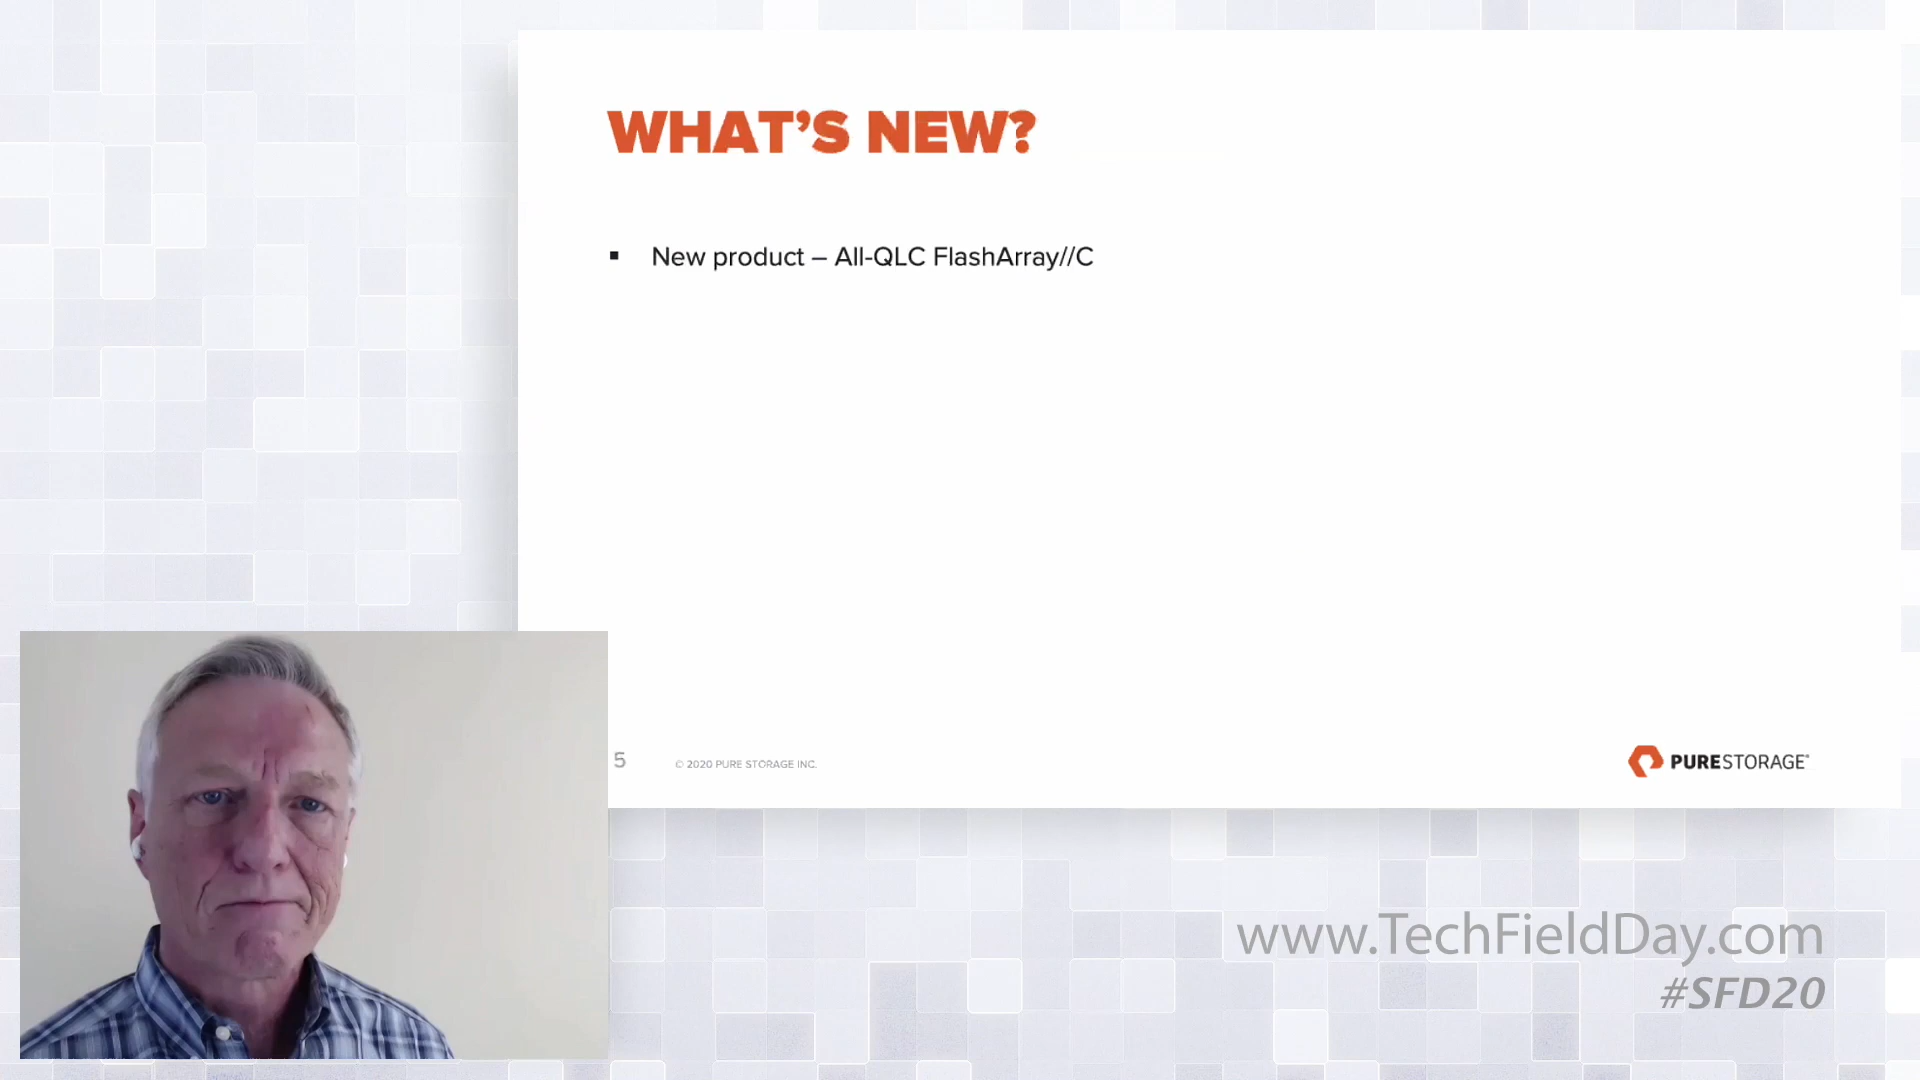 WHAT'S NEW?
▪ New product – All-QLC FlashArray//C
5
© 2020 PURE STORAGE INC.
PURESTORAGE®
www.TechFieldDay.com
#SFD20